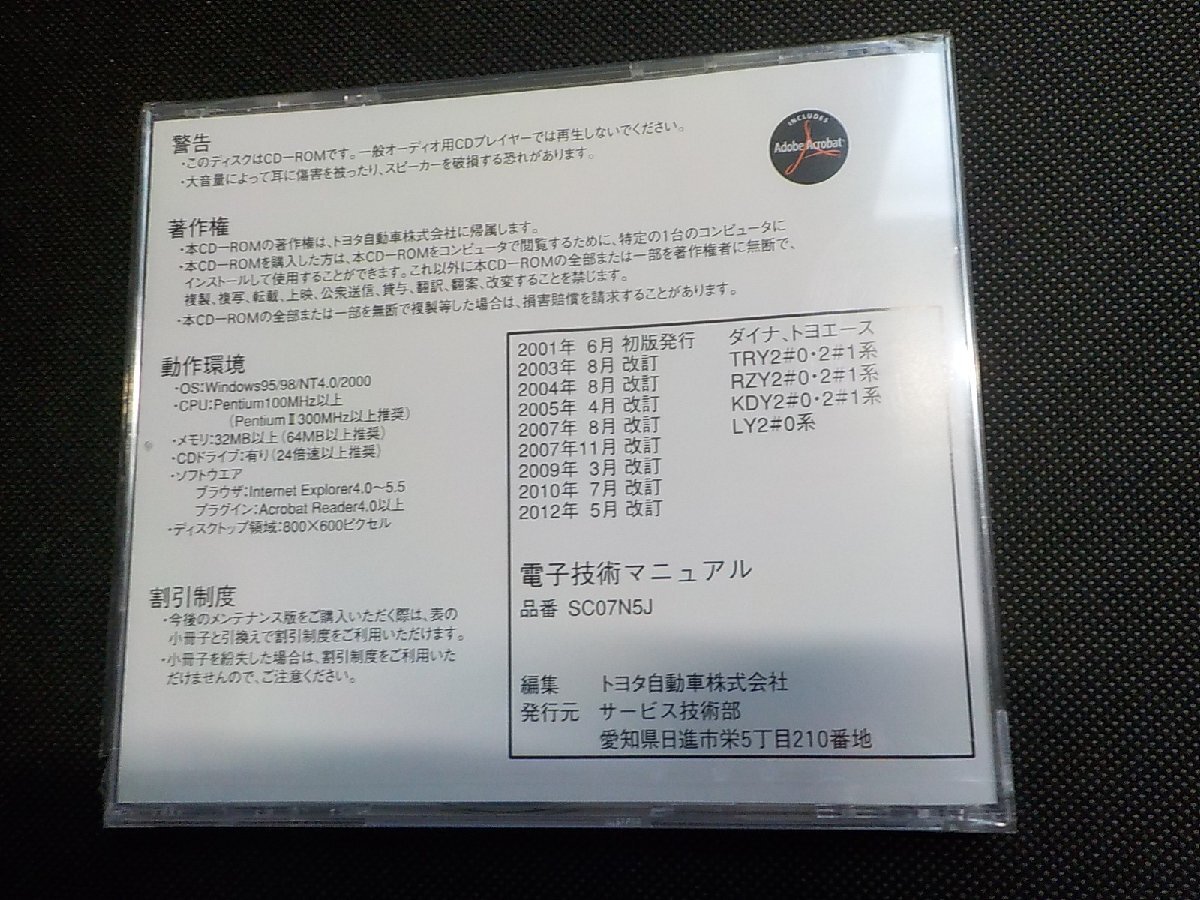 警告
・このディスクはCD－ROMです。一般オーディオ用CDプレイヤーでは再生しないでください。
・大音量によって耳に傷害を被ったり、スピーカーを破損する恐れがあります。
INCLUDES
Adobe Acrobat
著作権
・本CD－ROMの著作権は、トヨタ自動車株式会社に帰属します。
・本CD－ROMを購入した方は、本CD－ROMをコンピュータで閲覧するために、特定の1台のコンピュータに
インストールして使用することができます。これ以外に本CD－ROMの全部または一部を著作権者に無断で、
複製、複写、転載、上映、公衆送信、貸与、翻訳、翻案、改変することを禁じます。
・本CD－ROMの全部または一部を無断で複製等した場合は、損害賠償を請求することがあります。
動作環境
・OS：Windows95/98/NT4.0/2000
・CPU：Pentium100MHz以上
（PentiumⅡ300MHz以上推奨）
・メモリ：32MB以上（64MB以上推奨）
・CDドライブ：有り（24倍速以上推奨）
・ソフトウエア
ブラウザ：Internet Explorer4.0～5.5
プラグイン：Acrobat Reader4.0以上
・ディスクトップ領域：800×600ピクセル
割引制度
・今後のメンテナンス版をご購入いただく際は、表の
小冊子と引換えで割引制度をご利用いただけます。
・小冊子を紛失した場合は、割引制度をご利用いた
だけませんので、ご注意ください。
2001年 6月 初版発行
2003年 8月 改訂
2004年 8月 改訂
2005年 4月 改訂
2007年 8月 改訂
2007年11月 改訂
2009年 3月 改訂
2010年 7月 改訂
2012年 5月 改訂
ダイナ、トヨエース
TRY2#0・2#1系
RZY2#0・2#1系
KDY2#0・2#1系
LY2#0系
電子技術マニュアル
品番 SC07N5J
編集 トヨタ自動車株式会社
発行元 サービス技術部
愛知県日進市栄5丁目210番地